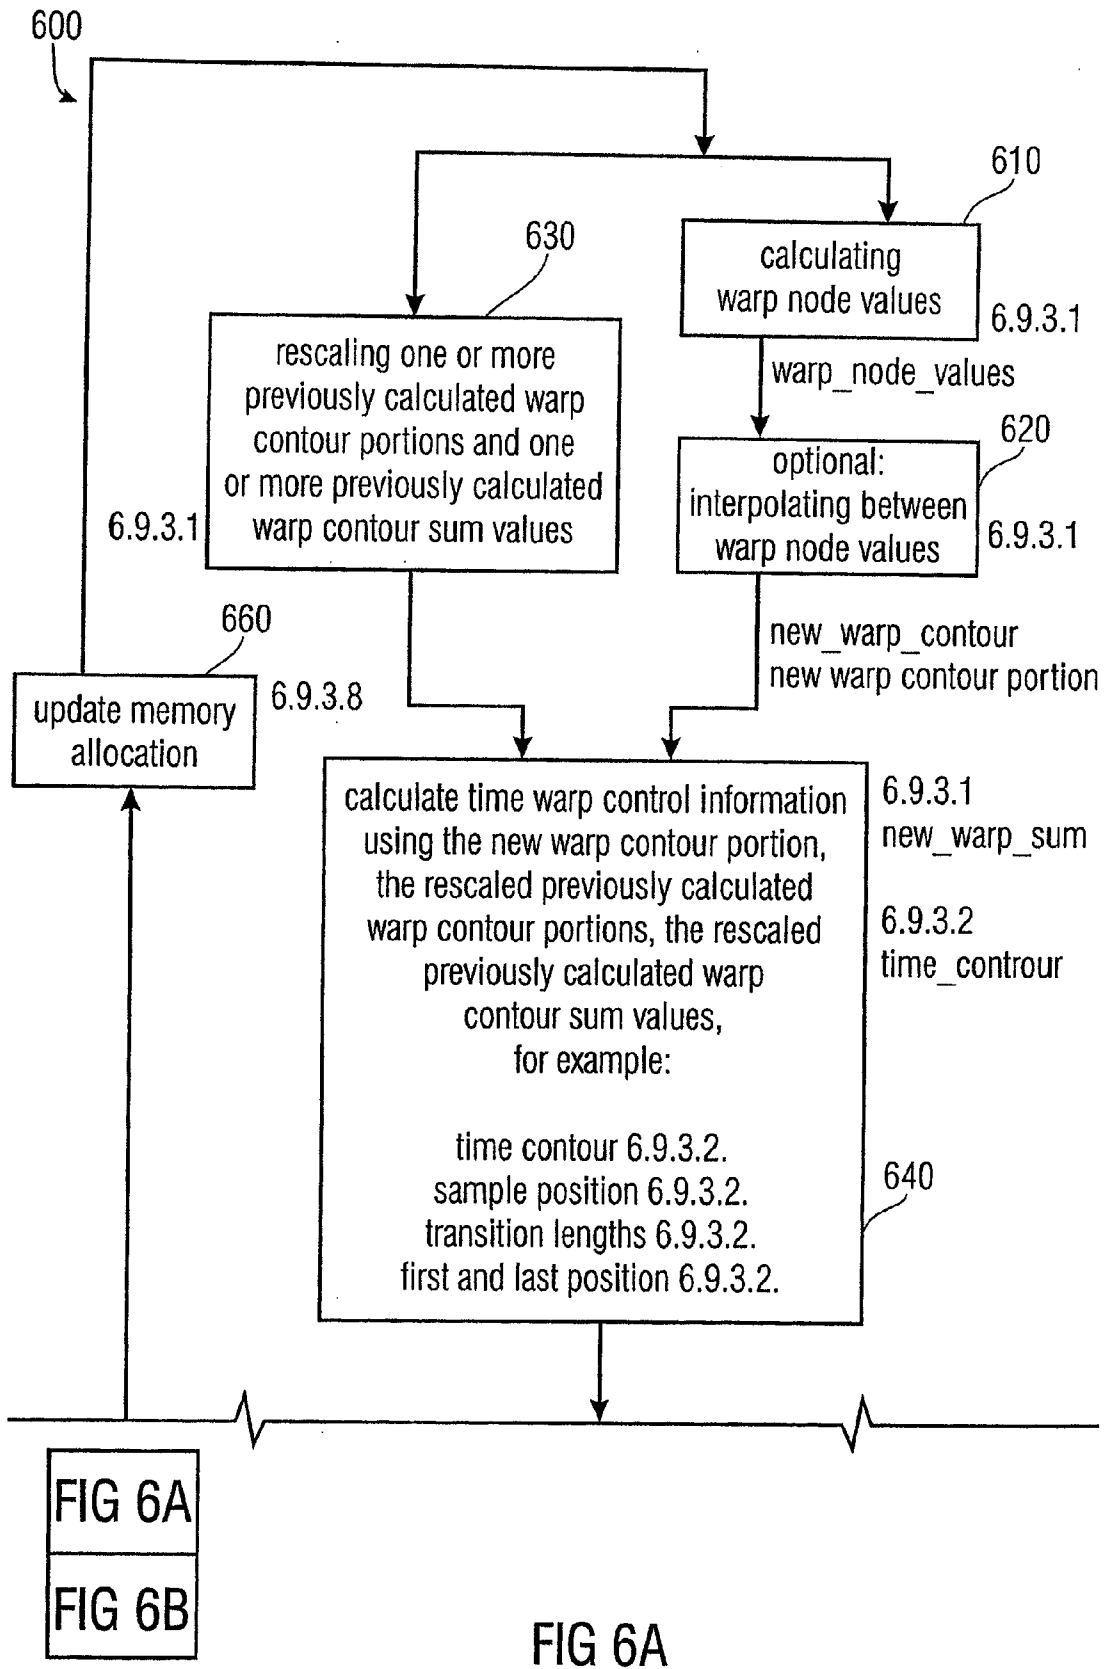 600
610
calculating
warp node values
6.9.3.1
warp_node_values
630
rescaling one or more
previously calculated warp
contour portions and one
or more previously calculated
warp contour sum values
6.9.3.1
620
optional:
interpolating between
warp node values
6.9.3.1
new_warp_contour
new warp contour portion
660
update memory
allocation
6.9.3.8
calculate time warp control information
using the new warp contour portion,
the rescaled previously calculated
warp contour portions, the rescaled
previously calculated warp
contour sum values,
for example:
time contour 6.9.3.2.
sample position 6.9.3.2.
transition lengths 6.9.3.2.
first and last position 6.9.3.2.
6.9.3.1
new_warp_sum
6.9.3.2
time_controur
640
FIG 6A
FIG 6B
FIG 6A